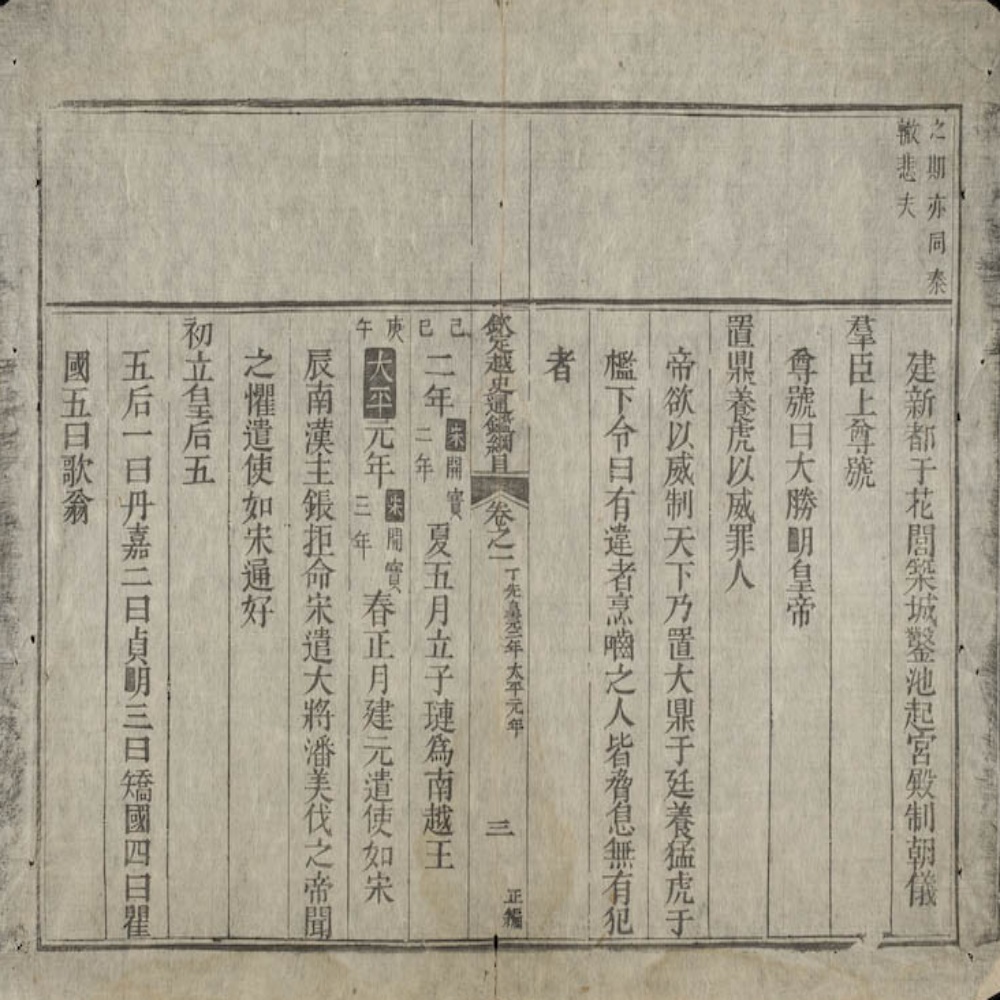 之期亦同秦
轍悲夫
建新都于花閭築城鑿池起宮殿制朝儀
羣臣上尊號
尊號曰大勝明皇帝
置鼎養虎以威罪人
帝欲以威制天下乃置大鼎于廷養猛虎于
檻下令曰有違者烹嚙之人皆脅息無有犯
者
欽定越史通鑑綱目 卷之一 丁先皇二年大平元年 三 正編
己巳二年宋開寶二年夏五月立子璉爲南越王
庚午大平元年宋開寶三年春正月建元遣使如宋
辰南漢主鋹拒命宋遣大將潘美伐之帝聞
之懼遣使如宋通好
初立皇后五
五后一曰丹嘉二曰貞明三曰矯國四曰瞿
國五曰歌翁